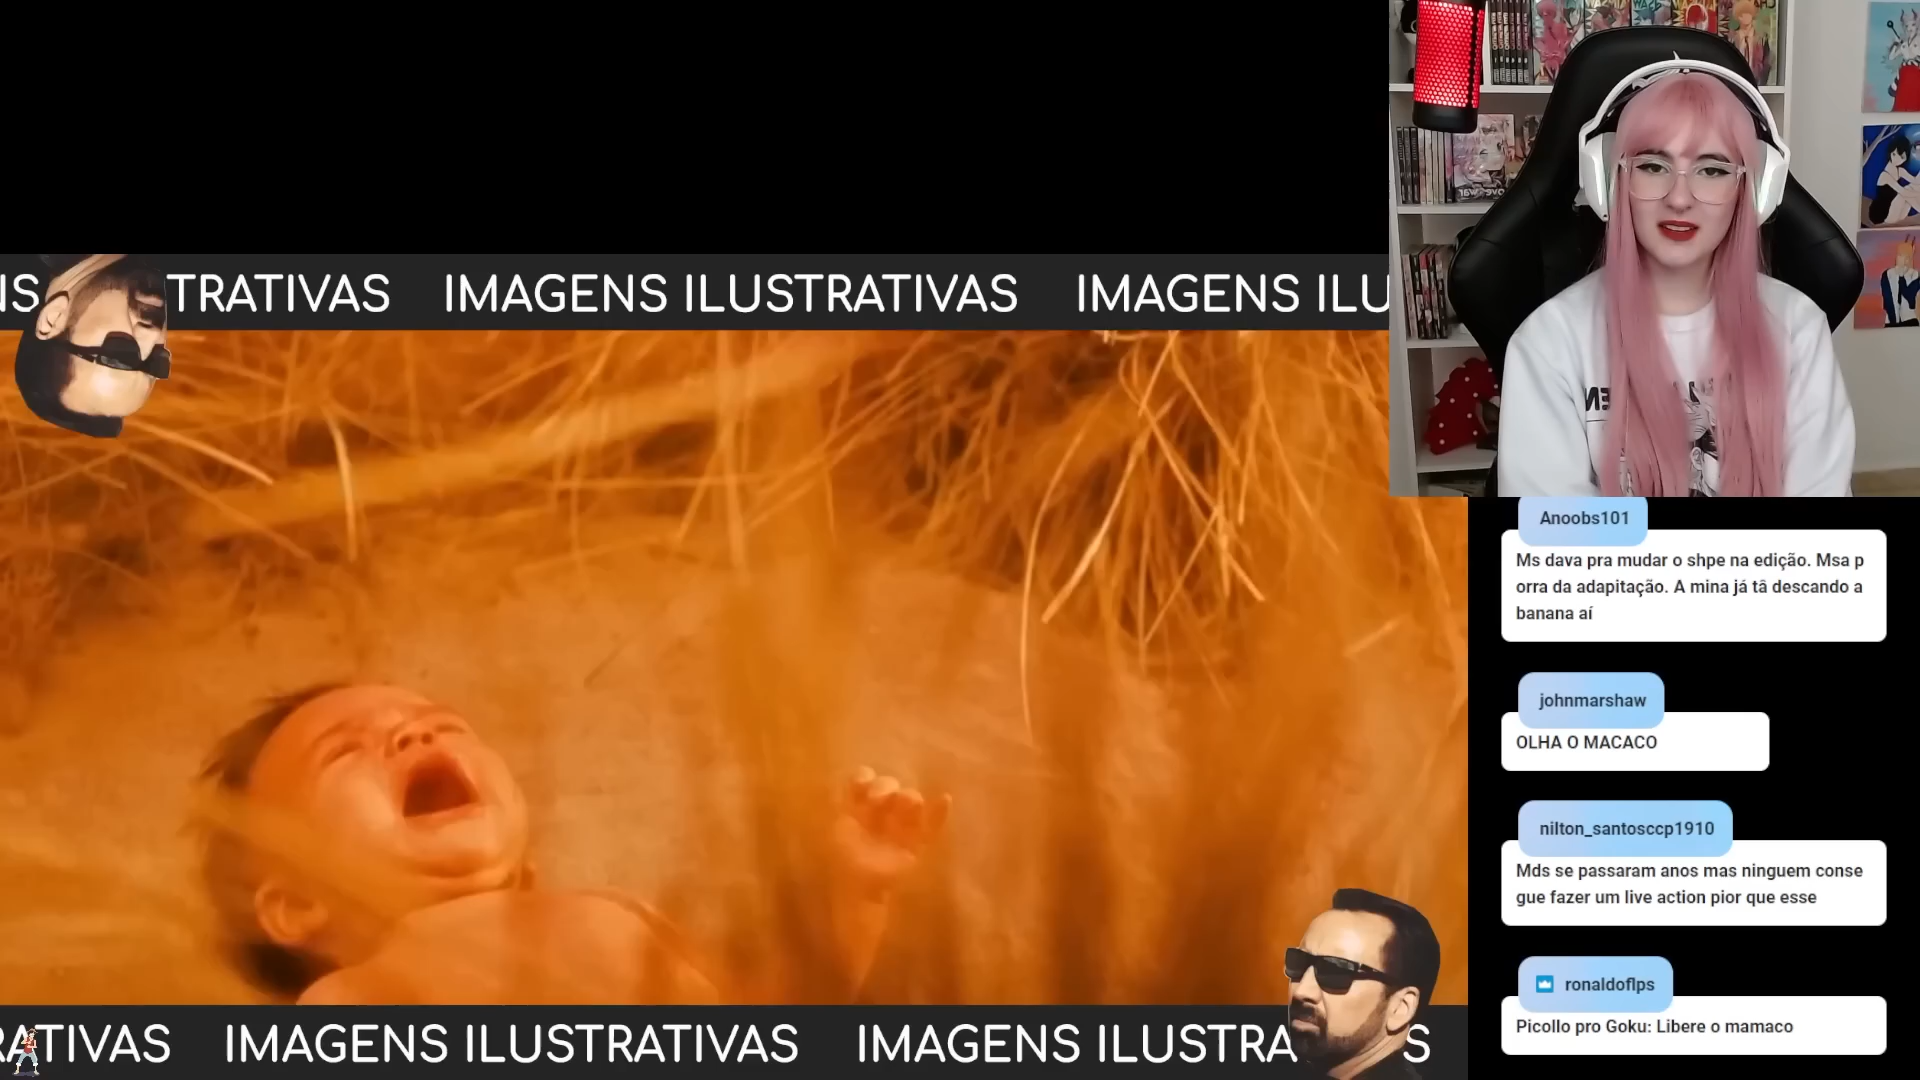 NS TRATIVAS IMAGENS ILUSTRATIVAS IMAGENS ILU
Anoobs101
Ms dava pra mudar o shpe na edição. Msa p
orra da adapitação. A mina já tâ descando a
banana aí
johnmarshaw
OLHA O MACACO
nilton_santosccp1910
Mds se passaram anos mas ninguem conse
gue fazer um live action pior que esse
ronaldoflps
Picollo pro Goku: Libere o mamaco
RATIVAS IMAGENS ILUSTRATIVAS IMAGENS ILUSTRA S